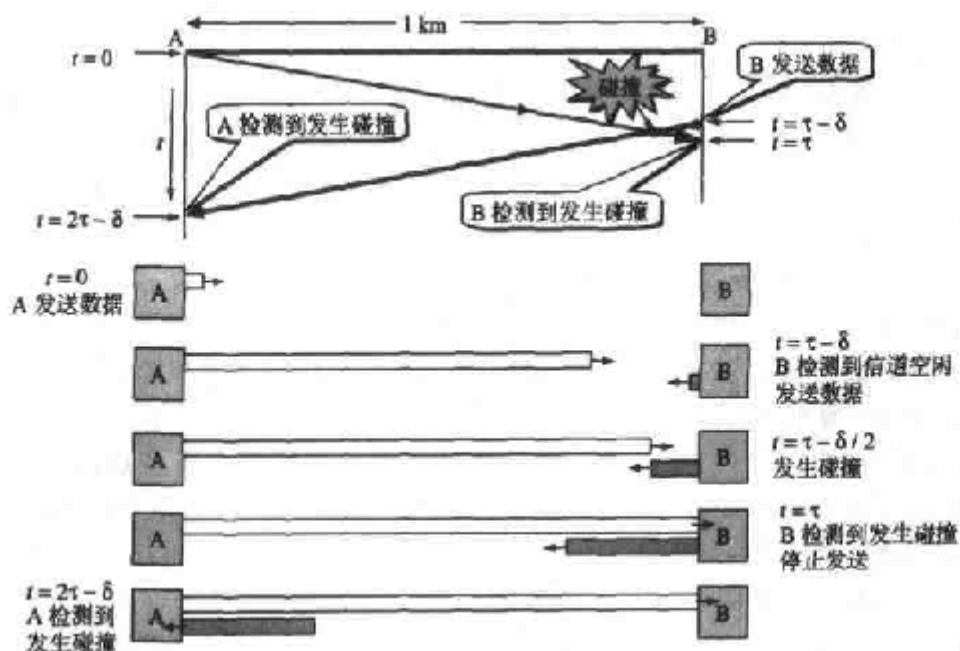 1 km
A
B
t=0
B 发送数据
碰撞
A 检测到发生碰撞
t=τ-δ
t=τ
t
B 检测到发生碰撞
t=2τ-δ
t=0
A 发送数据
A
B
t=τ-δ
B 检测到信道空闲
发送数据
A
B
t=τ-δ/2
发生碰撞
A
B
t=τ
B 检测到发生碰撞
停止发送
A
B
t=2τ-δ
A 检测到
发生碰撞
A
B